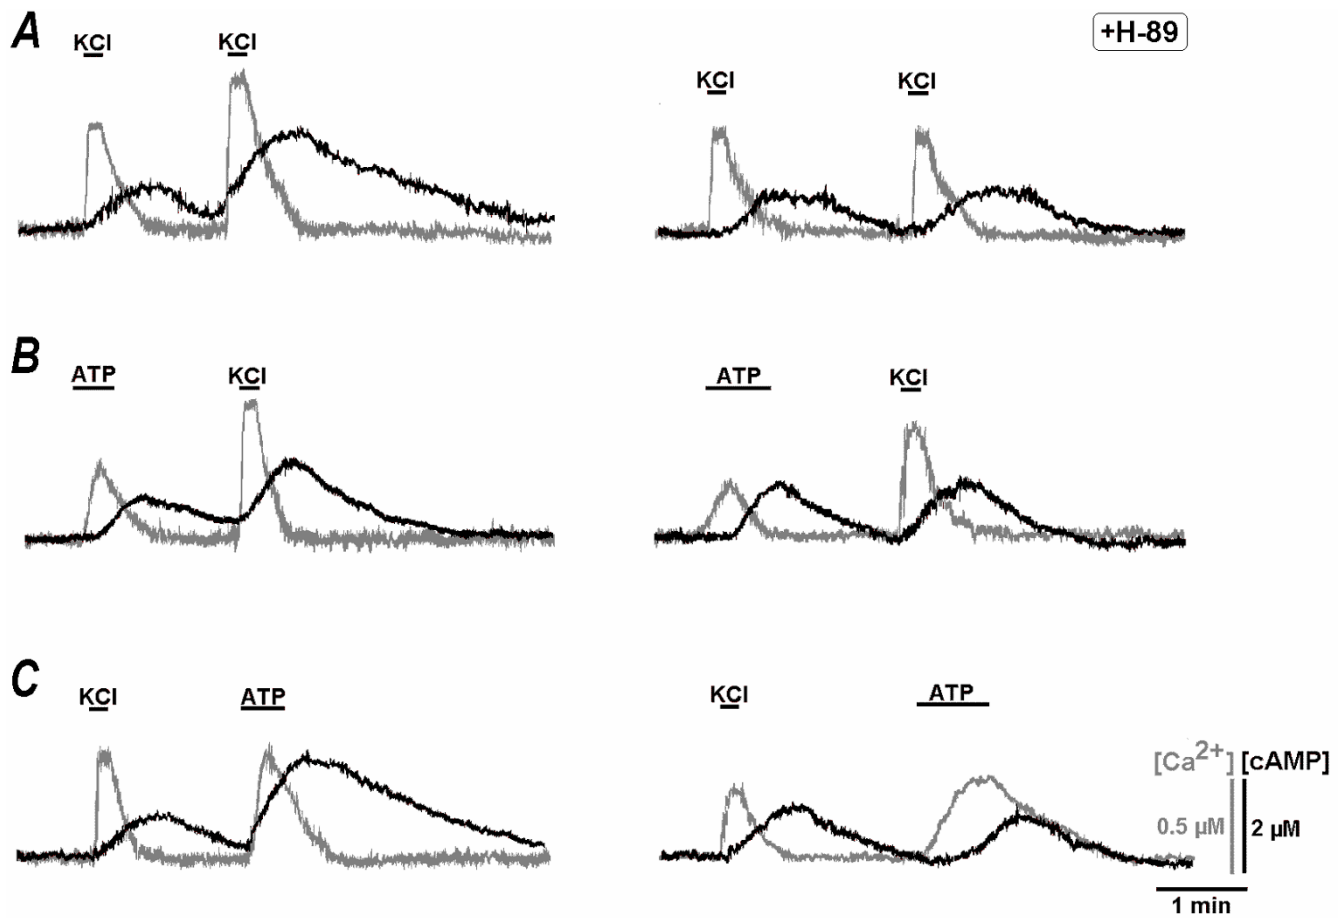 A
KCl KCl
+H-89
KCl KCl
B
ATP KCl
ATP KCl
C
KCl ATP
KCl ATP
[Ca2+] [cAMP]
0.5 µM 2 µM
1 min